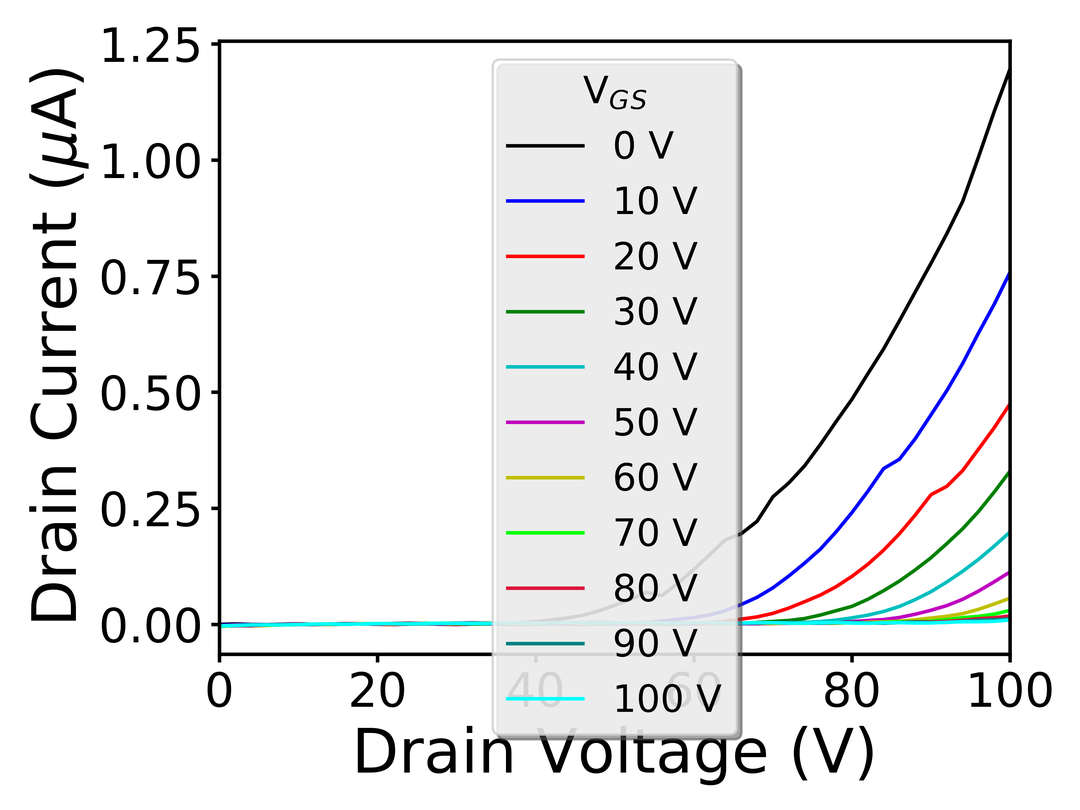 1.25
1.00
0.75
0.50
0.25
0.00
Drain Current (μA)
V_GS
0 V
10 V
20 V
30 V
40 V
50 V
60 V
70 V
80 V
90 V
100 V
0 20 40 60 80 100
Drain Voltage (V)